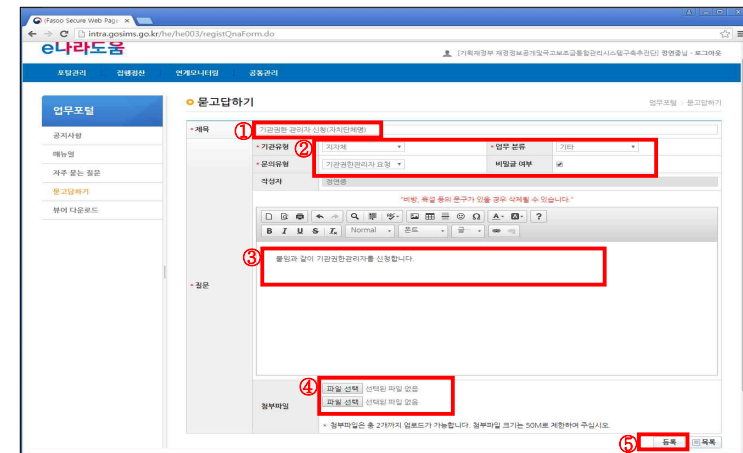 (Fasoo Secure Web Page
intra.gosims.go.kr/he/he003/registQnaForm.do
e나라도움
[기획재정부 재정정보공개및국고보조금통합관리시스템구축추진단] 정연중님 - 로그아웃
포탈관리 집행정산 연계모니터링 공통관리
업무포털
공지사항
매뉴얼
자주 묻는 질문
묻고답하기
뷰어 다운로드
묻고답하기
업무포털 > 묻고답하기
* 제목 ① 기관권한 관리자 신청(자치단체명)
* 기관유형 ② 지자체 * 업무 분류 기타
* 문의유형 기관권한관리자 요청 비밀글 여부
작성자 정연중
"비방, 욕설 등의 문구가 있을 경우 삭제될 수 있습니다."
B I U S Tx Normal 폰트 글
* 질문
③ 붙임과 같이 기관권한관리자를 신청합니다.
첨부파일
④ 파일 선택 선택된 파일 없음
파일 선택 선택된 파일 없음
* 첨부파일은 총 2개까지 업로드가 가능합니다. 첨부파일 크기는 50M로 제한하여 주십시오.
⑤ 등록 목록